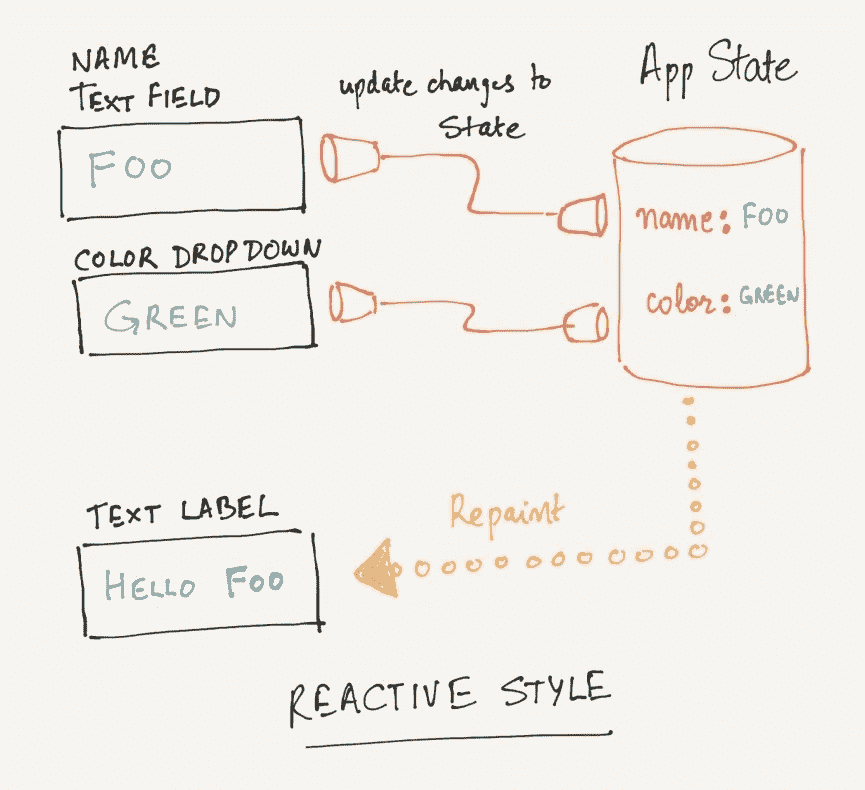 NAME
TEXT FIELD
FOO
update changes to
State
App State
name: FOO
COLOR DROPDOWN
GREEN
color: GREEN
TEXT LABEL
HELLO FOO
Repaint
REACTIVE STYLE